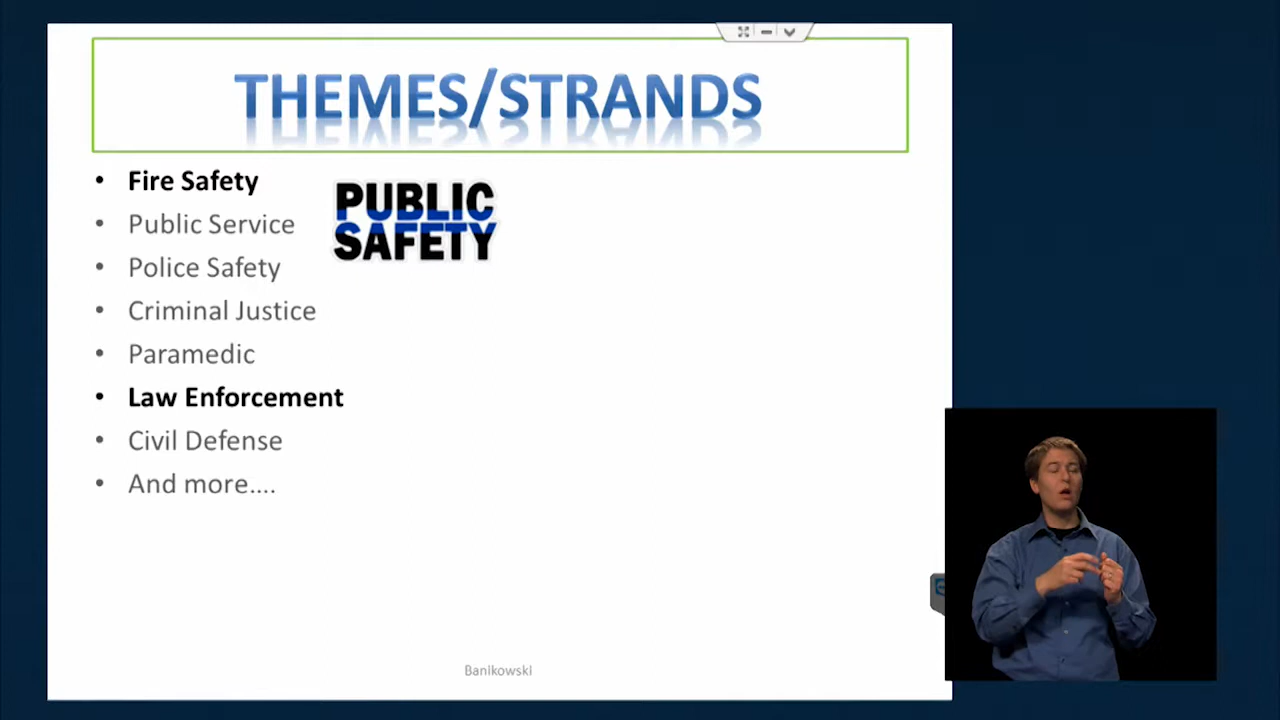 THEMES/STRANDS
• Fire Safety
• Public Service
• Police Safety
• Criminal Justice
• Paramedic
• Law Enforcement
• Civil Defense
• And more....
PUBLIC
SAFETY
Banikowski